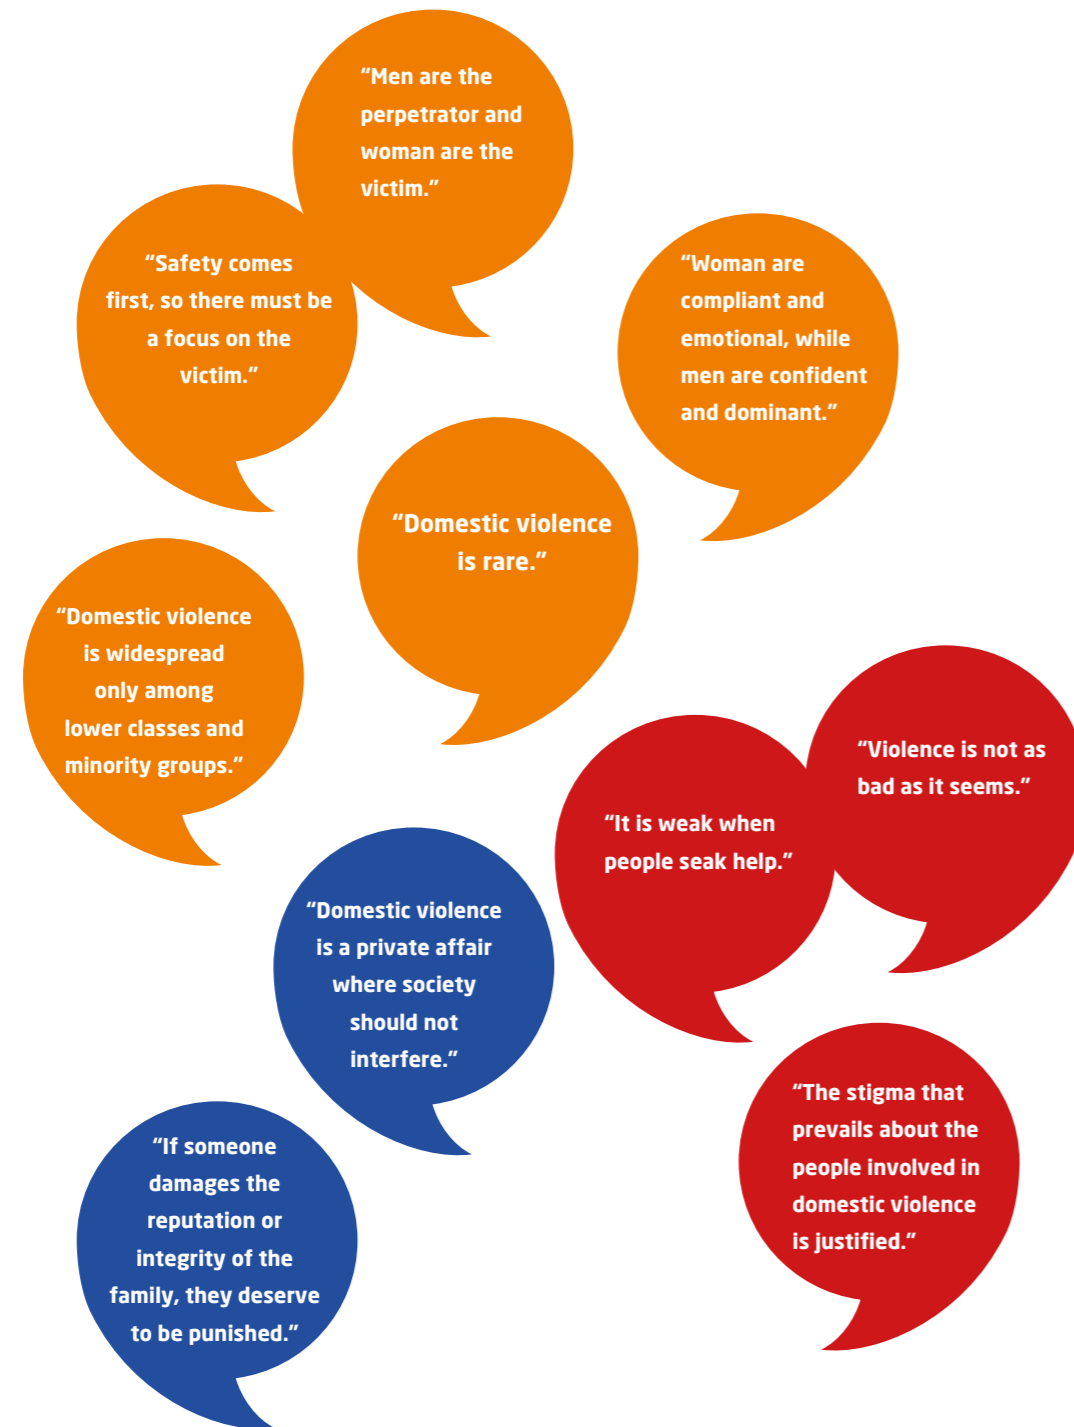 “Men are the
perpetrator and
woman are the
victim.”
“Safety comes
first, so there must be
a focus on the
victim.”
“Woman are
compliant and
emotional, while
men are confident
and dominant.”
“Domestic violence
is rare.”
“Domestic violence
is widespread
only among
lower classes and
minority groups.”
“Violence is not as
bad as it seems.”
“It is weak when
people seak help.”
“Domestic violence
is a private affair
where society
should not
interfere.”
“The stigma that
prevails about the
people involved in
domestic violence
is justified.”
“If someone
damages the
reputation or
integrity of the
family, they deserve
to be punished.”